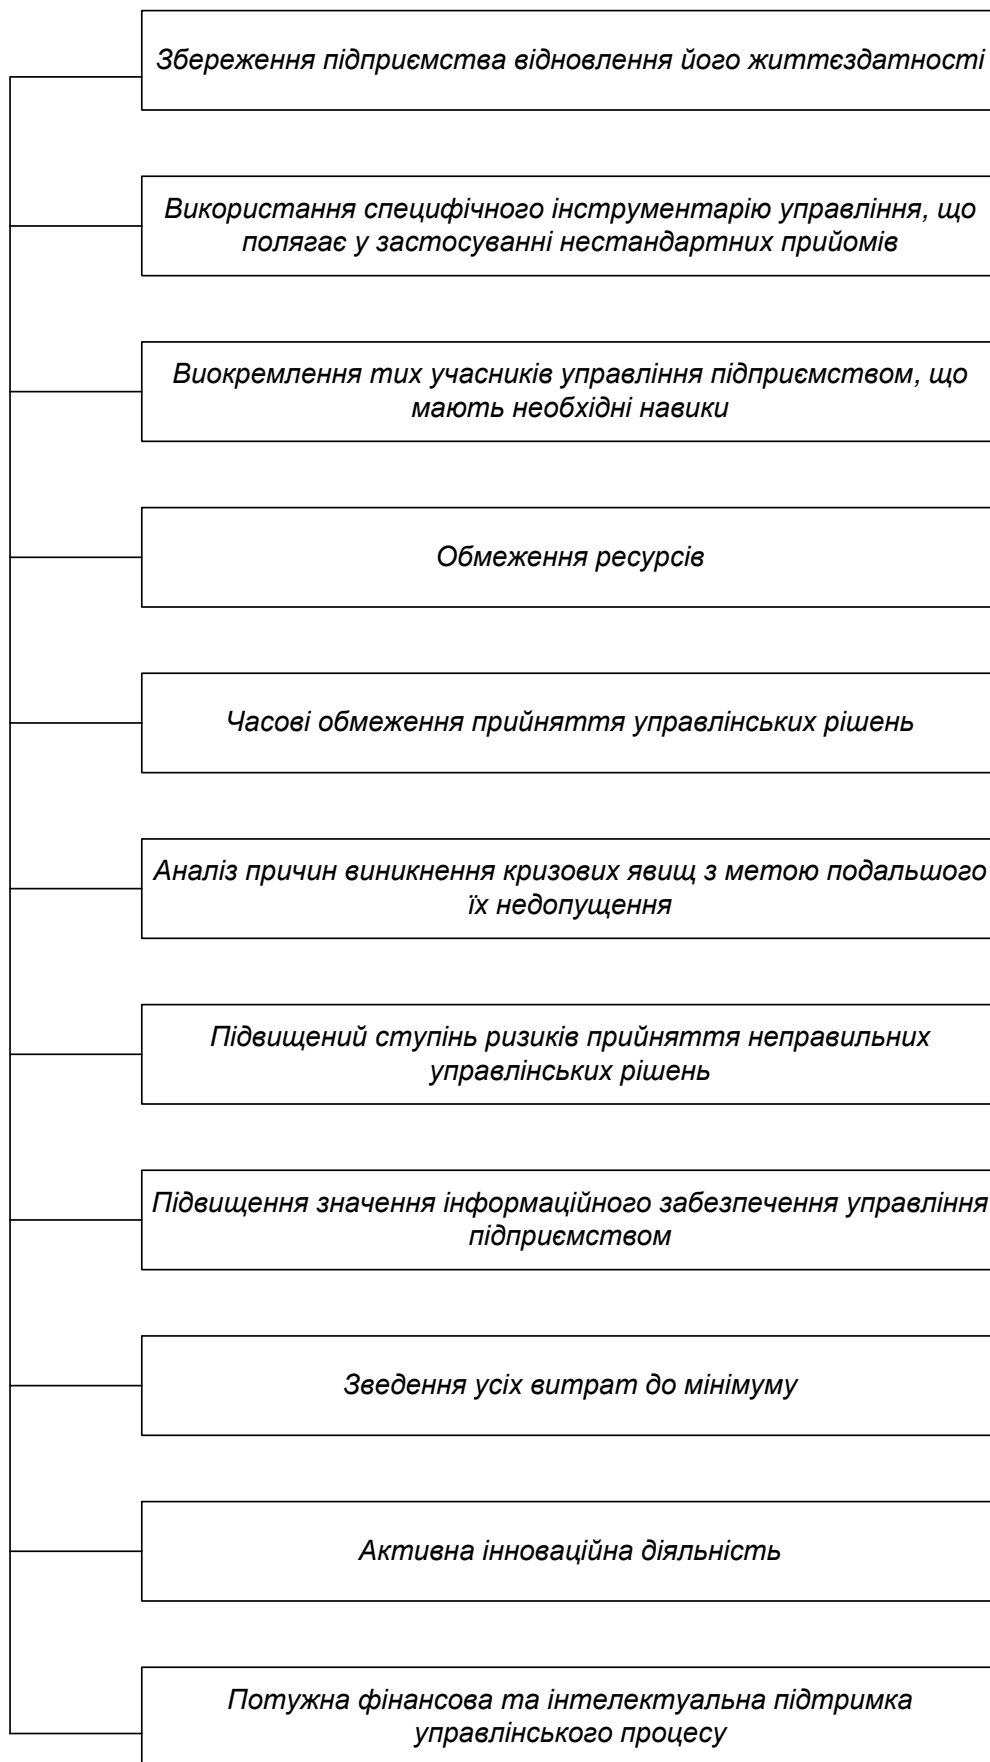 Збереження підприємства відновлення його життєздатності
Використання специфічного інструментарію управління, що
полягає у застосуванні нестандартних прийомів
Виокремлення тих учасників управління підприємством, що
мають необхідні навики
Обмеження ресурсів
Часові обмеження прийняття управлінських рішень
Аналіз причин виникнення кризових явищ з метою подальшого
їх недопущення
Підвищений ступінь ризиків прийняття неправильних
управлінських рішень
Підвищення значення інформаційного забезпечення управління
підприємством
Зведення усіх витрат до мінімуму
Активна інноваційна діяльність
Потужна фінансова та інтелектуальна підтримка
управлінського процесу